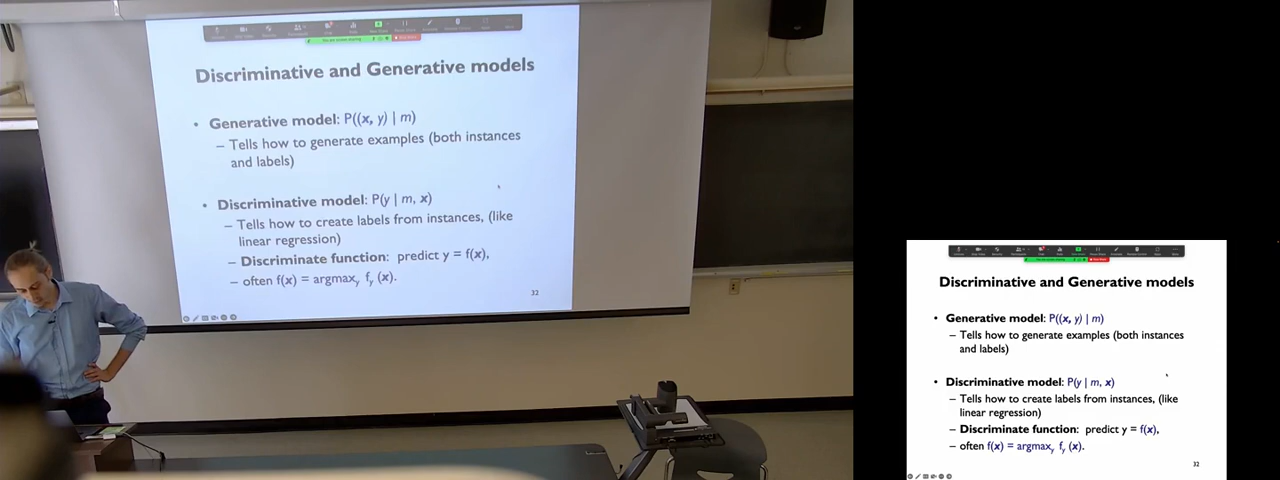 Discriminative and Generative models
• Generative model: P((x, y) | m)
– Tells how to generate examples (both instances
and labels)
• Discriminative model: P(y | m, x)
– Tells how to create labels from instances, (like
linear regression)
– Discriminate function: predict y = f(x),
– often f(x) = argmaxy fy (x).
32
Discriminative and Generative models
• Generative model: P((x, y) | m)
– Tells how to generate examples (both instances
and labels)
• Discriminative model: P(y | m, x)
– Tells how to create labels from instances, (like
linear regression)
– Discriminate function: predict y = f(x),
– often f(x) = argmaxy fy (x).
32